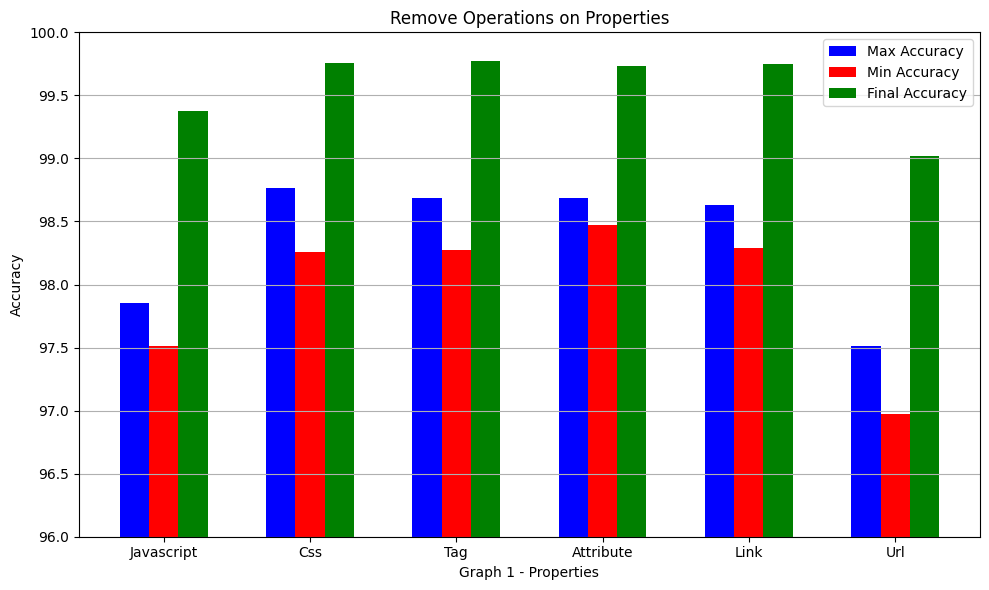 Remove Operations on Properties
Max Accuracy
Min Accuracy
Final Accuracy
Accuracy
100.0
99.5
99.0
98.5
98.0
97.5
97.0
96.5
96.0
Javascript Css Tag Attribute Link Url
Graph 1 - Properties